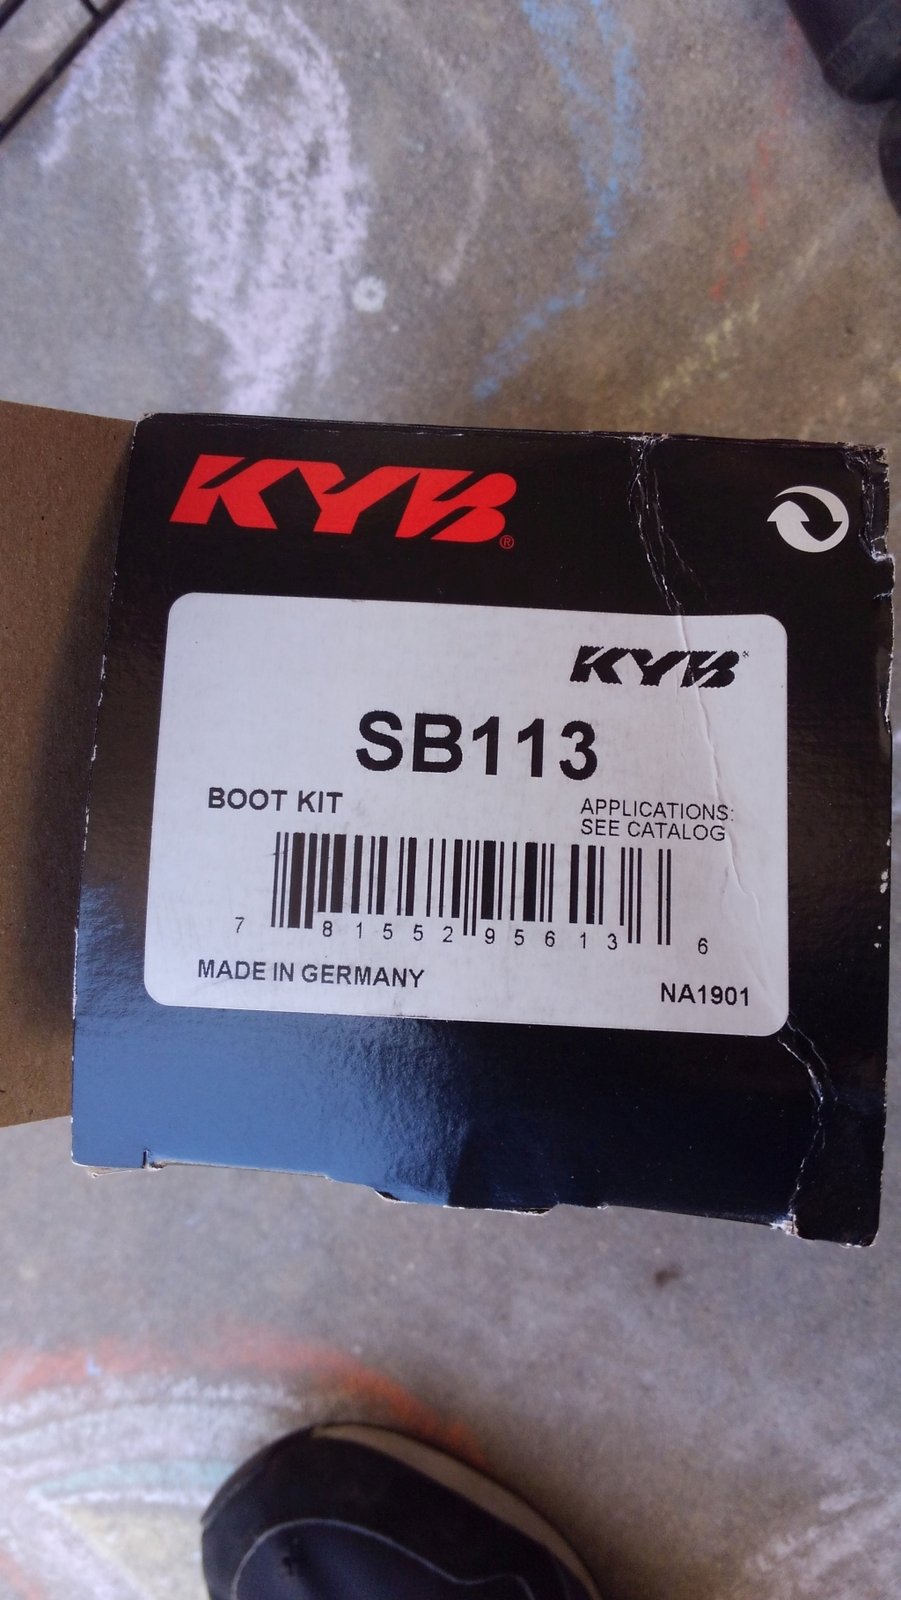 KYB®
KYB
SB113
BOOT KIT
APPLICATIONS:
SEE CATALOG
7 81552 95613 6
MADE IN GERMANY
NA1901